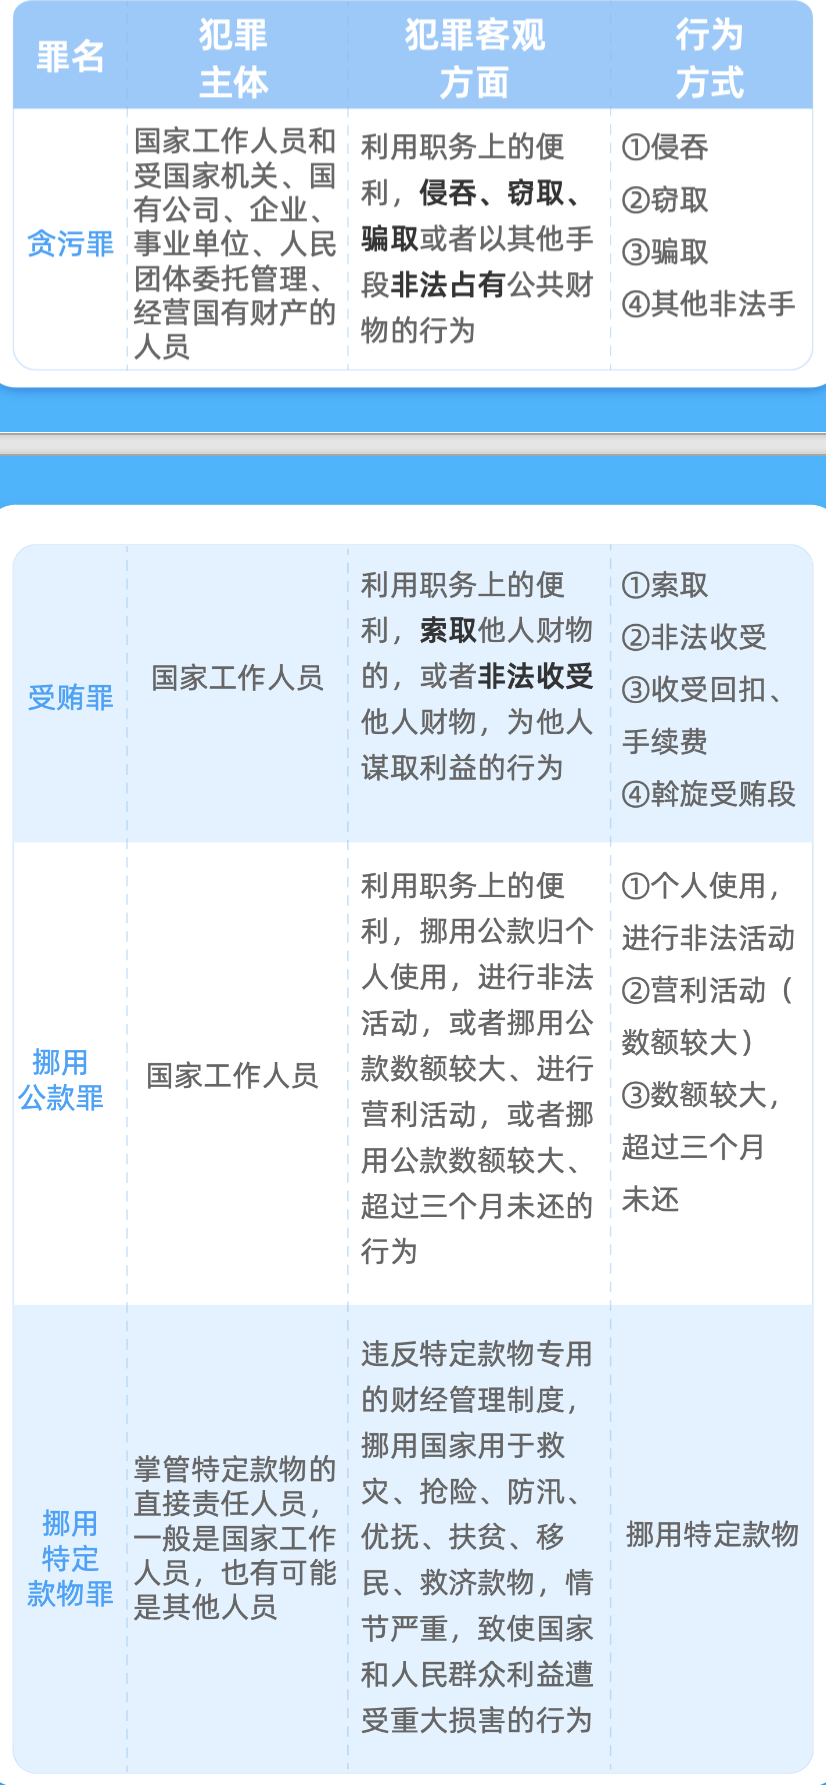 罪名
犯罪
主体
犯罪客观
方面
行为
方式
贪污罪
国家工作人员和
受国家机关、国
有公司、企业、
事业单位、人民
团体委托管理、
经营国有财产的
人员
利用职务上的便
利，侵吞、窃取、
骗取或者以其他手
段非法占有公共财
物的行为
①侵吞
②窃取
③骗取
④其他非法手
受贿罪
国家工作人员
利用职务上的便
利，索取他人财物
的，或者非法收受
他人财物，为他人
谋取利益的行为
①索取
②非法收受
③收受回扣、
手续费
④斡旋受贿段
挪用
公款罪
国家工作人员
利用职务上的便
利，挪用公款归个
人使用，进行非法
活动，或者挪用公
款数额较大、进行
营利活动，或者挪
用公款数额较大、
超过三个月未还的
行为
①个人使用，
进行非法活动
②营利活动（
数额较大）
③数额较大，
超过三个月
未还
挪用
特定
款物罪
掌管特定款物的
直接责任人员，
一般是国家工作
人员，也有可能
是其他人员
违反特定款物专用
的财经管理制度，
挪用国家用于救
灾、抢险、防汛、
优抚、扶贫、移
民、救济款物，情
节严重，致使国家
和人民群众利益遭
受重大损害的行为
挪用特定款物